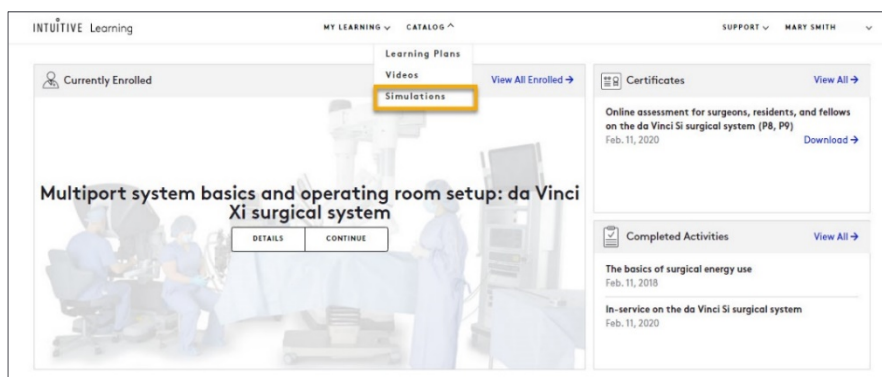 INTUITIVE Learning
MY LEARNING
CATALOG
SUPPORT
MARY SMITH
Learning Plans
Videos
Simulations
Currently Enrolled
View All Enrolled →
Multiport system basics and operating room setup: da Vinci
Xi surgical system
DETAILS
CONTINUE
Certificates
View All →
Online assessment for surgeons, residents, and fellows
on the da Vinci Si surgical system (P8, P9)
Feb. 11, 2020
Download →
Completed Activities
View All →
The basics of surgical energy use
Feb. 11, 2018
In-service on the da Vinci Si surgical system
Feb. 11, 2020